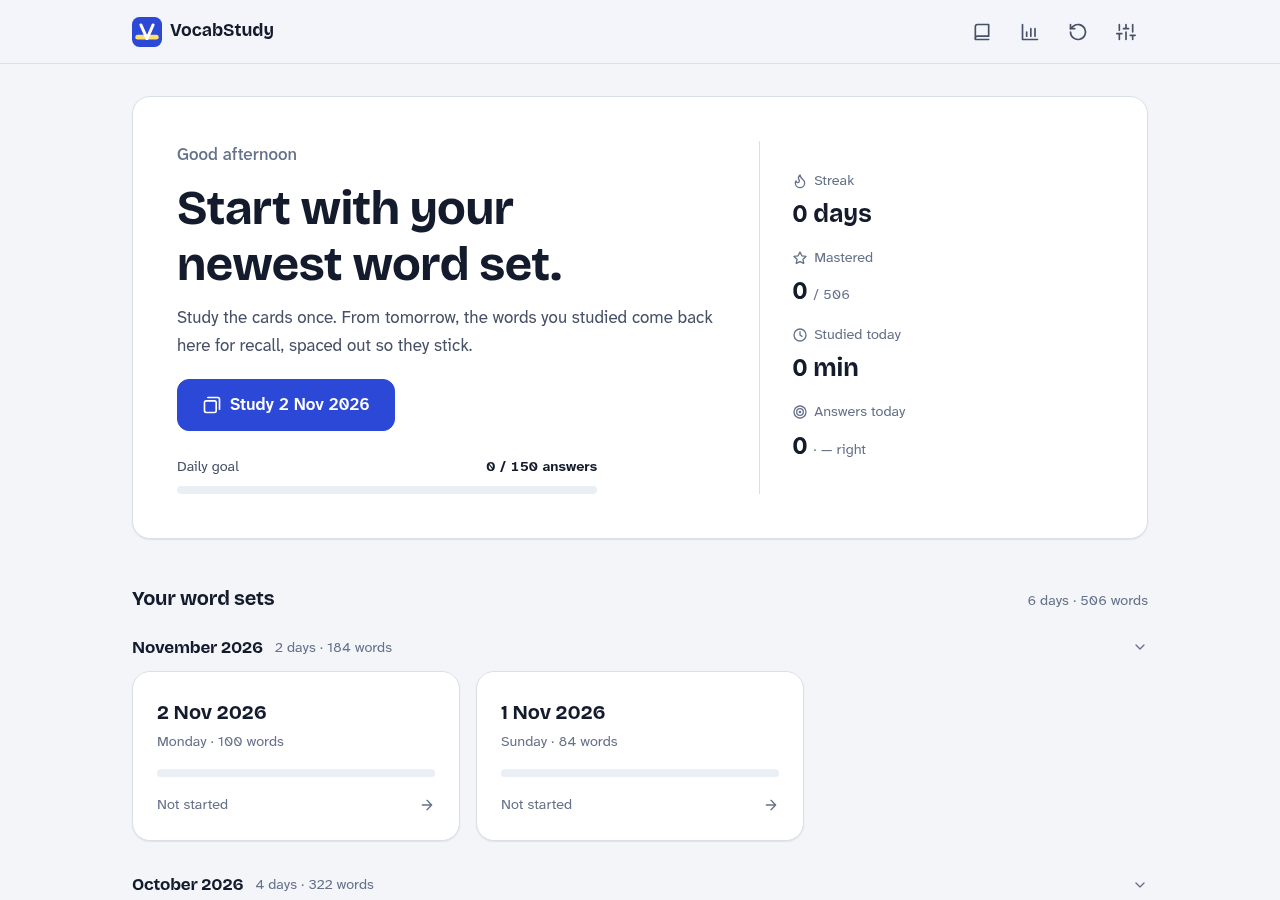 VocabStudy
Good afternoon
Start with your
newest word set.
Study the cards once. From tomorrow, the words you studied come back
here for recall, spaced out so they stick.
Study 2 Nov 2026
Daily goal
0 / 150 answers
Streak
0 days
Mastered
0 / 506
Studied today
0 min
Answers today
0 · — right
Your word sets
6 days · 506 words
November 2026 2 days · 184 words
2 Nov 2026
Monday · 100 words
Not started
1 Nov 2026
Sunday · 84 words
Not started
October 2026 4 days · 322 words